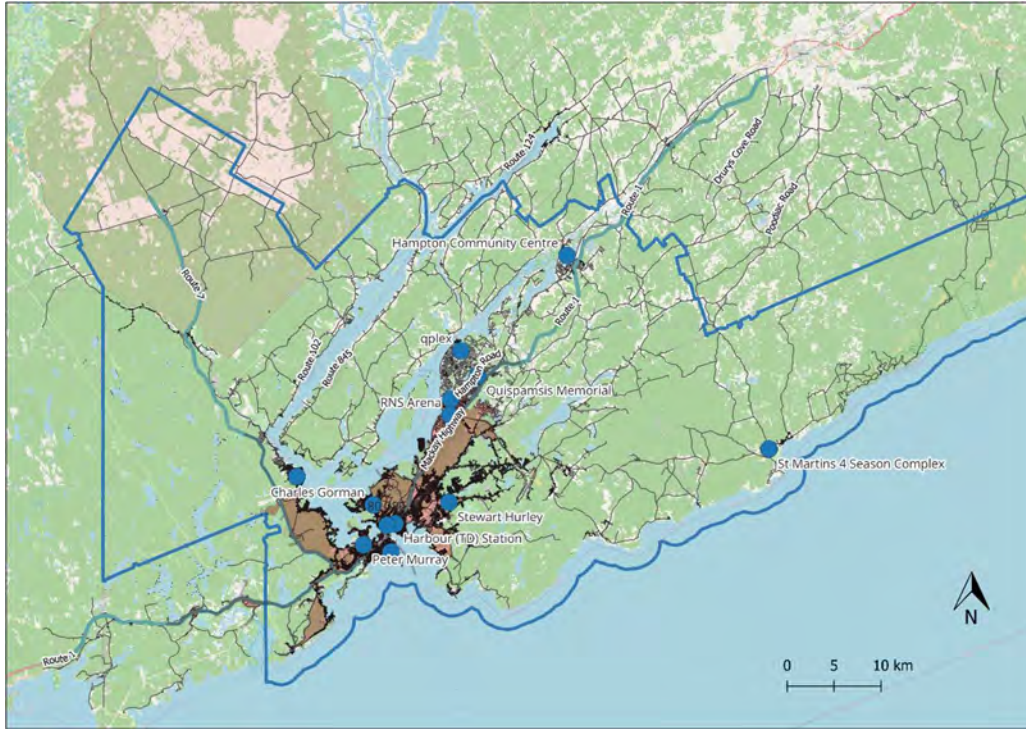 Route 124
Drurys Cove Road
Route 1
Poodiac Road
Hampton Community Centre
Route 7
Route 1
Route 102
Route 845
qplex
Hampton Road
Quispamsis Memorial
RNS Arena
Mackay Highway
St Martins 4 Season Complex
Charles Gorman
Stewart Hurley
Harbour (TD) Station
Peter Murray
N
Route 1
0 5 10 km